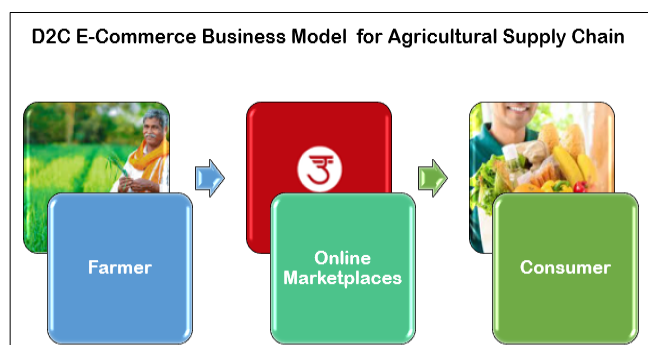 D2C E-Commerce Business Model for Agricultural Supply Chain
उ
Farmer
Online
Marketplaces
Consumer